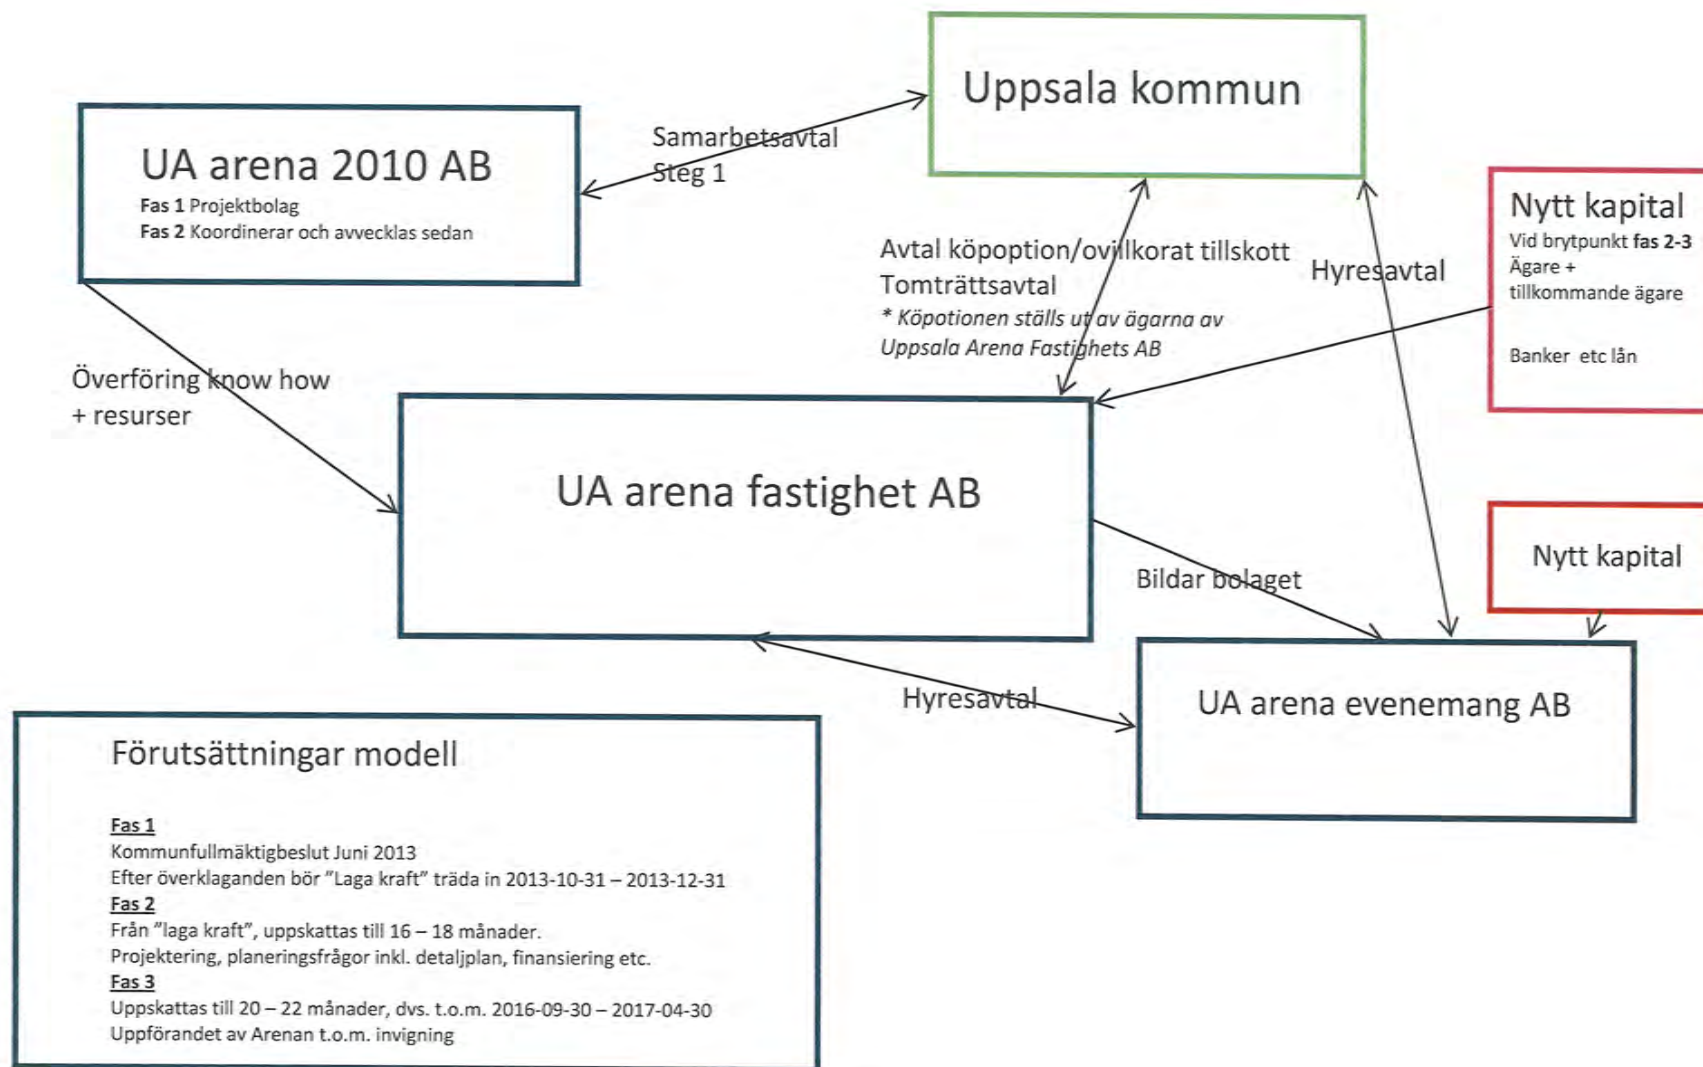 Uppsala kommun
UA arena 2010 AB
Fas 1 Projektbolag
Fas 2 Koordinerar och avvecklas sedan
Samarbetsavtal
Steg 1
Nytt kapital
Vid brytpunkt fas 2-3
Ägare +
tillkommande ägare
Banker etc lån
Avtal köpoption/ovillkorat tillskott
Tomträttsavtal
* Köpotionen ställs ut av ägarna av
Uppsala Arena Fastighets AB
Hyresavtal
Överföring know how
+ resurser
UA arena fastighet AB
Nytt kapital
Bildar bolaget
Hyresavtal
UA arena evenemang AB
Förutsättningar modell
Fas 1
Kommunfullmäktigbeslut Juni 2013
Efter överklaganden bör ”Laga kraft” träda in 2013-10-31 – 2013-12-31
Fas 2
Från ”laga kraft”, uppskattas till 16 – 18 månader.
Projektering, planeringsfrågor inkl. detaljplan, finansiering etc.
Fas 3
Uppskattas till 20 – 22 månader, dvs. t.o.m. 2016-09-30 – 2017-04-30
Uppförandet av Arenan t.o.m. invigning